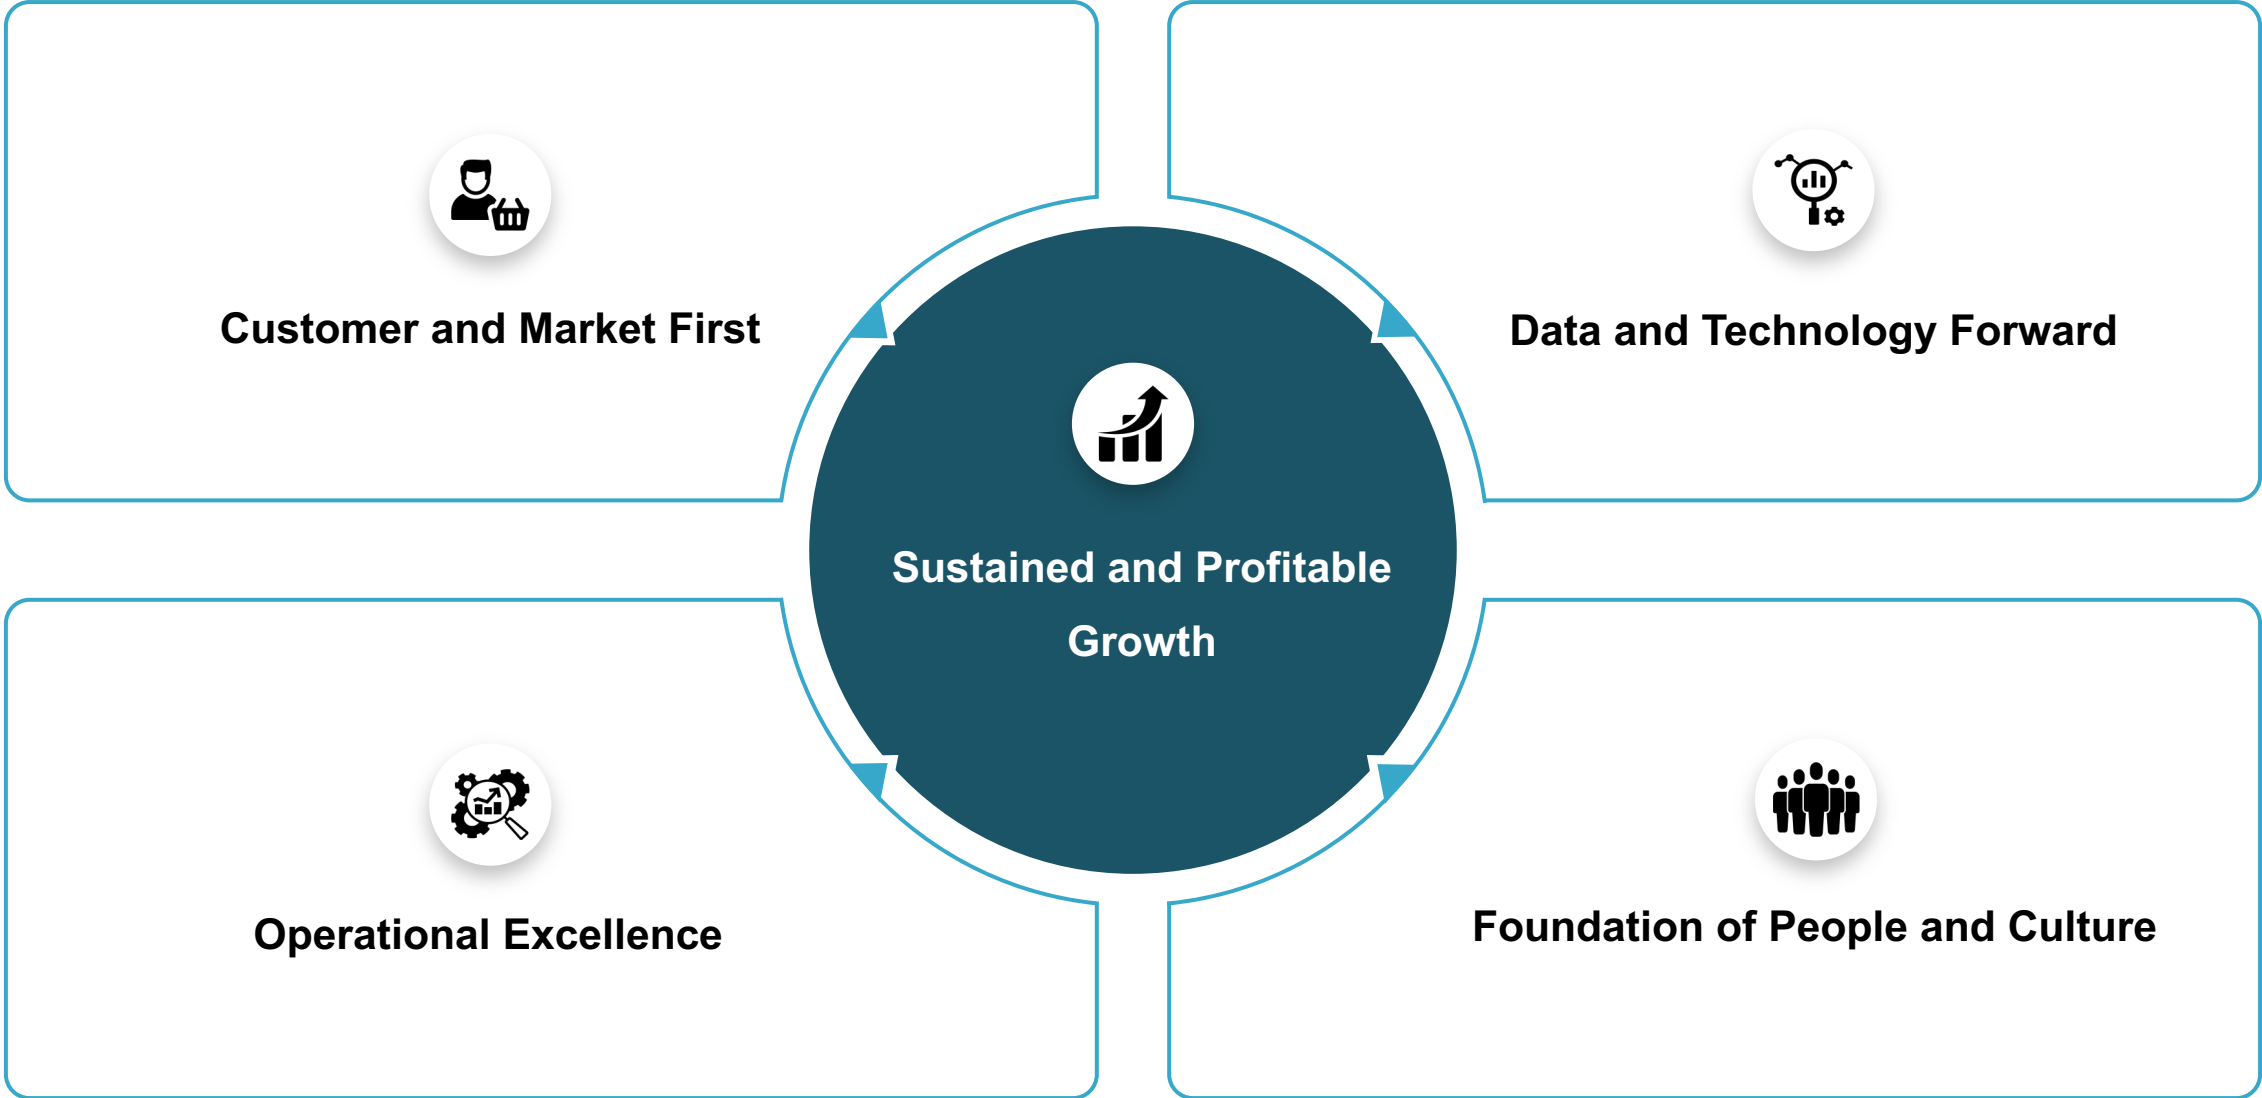 Customer and Market First
Data and Technology Forward
Sustained and Profitable
Growth
Operational Excellence
Foundation of People and Culture